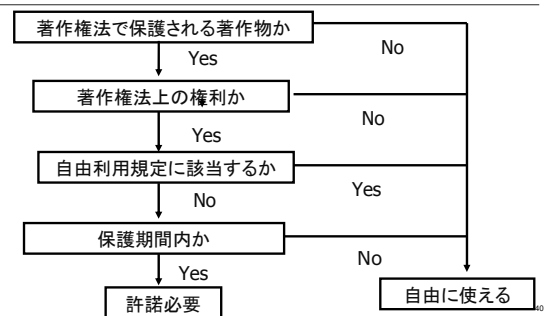 著作権法で保護される著作物か
No
Yes
著作権法上の権利か
No
Yes
自由利用規定に該当するか
Yes
No
保護期間内か
No
Yes
自由に使える
許諾必要
40